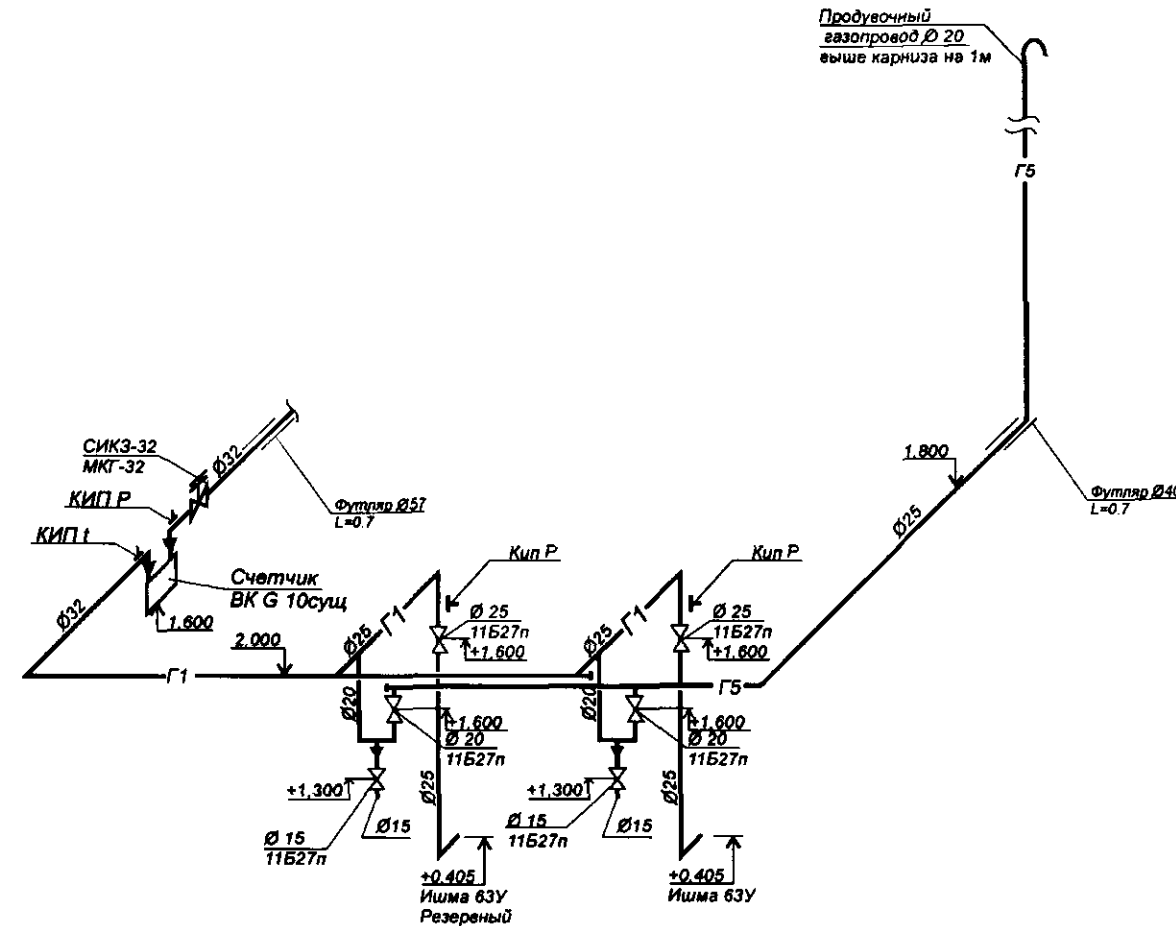 Продувочный
газопровод Ø 20
выше карниза на 1м
Г5
СИКЗ-32
МКГ-32
Ø32
КИП Р
КИП t
Футляр Ø57
L=0.7
Счетчик
ВК G 10сущ
1.600
Ø32
2.000
Г1
Ø25
Г1
Кип Р
Ø 25
11Б27п
+1,600
Ø25
Г1
Кип Р
Ø 25
11Б27п
+1,600
1.800
Ø25
Футляр Ø40
L=0.7
Г5
Ø20
+1,600
Ø 20
11Б27п
Ø20
+1,600
Ø 20
11Б27п
+1,300
Ø 15
11Б27п
Ø15
Ø25
+1,300
Ø 15
11Б27п
Ø15
Ø25
+0.405
Ишма 63У
Резервный
+0.405
Ишма 63У